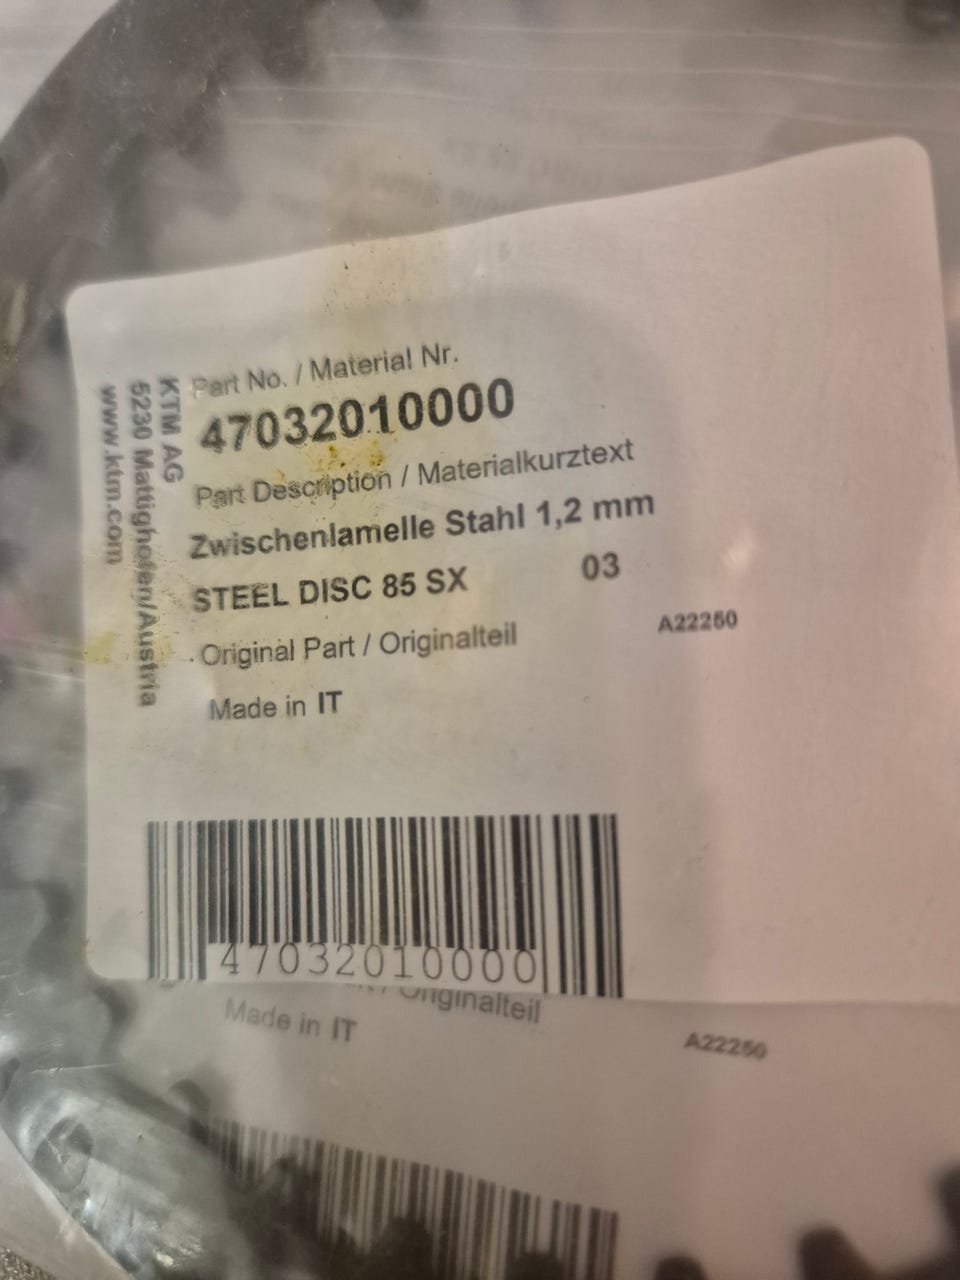 Part No. / Material Nr.
47032010000
Part Description / Materialkurztext
Zwischenlamelle Stahl 1,2 mm
STEEL DISC 85 SX 03
A22250
Original Part / Originalteil
Made in IT
KTM AG
5230 Mattighofen/Austria
www.ktm.com
47032010000
Originalteil
Made in IT
A22250